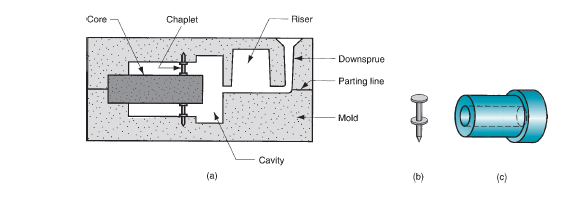 Core
Chaplet
Riser
Downsprue
Parting line
Mold
Cavity
(a)
(b)
(c)